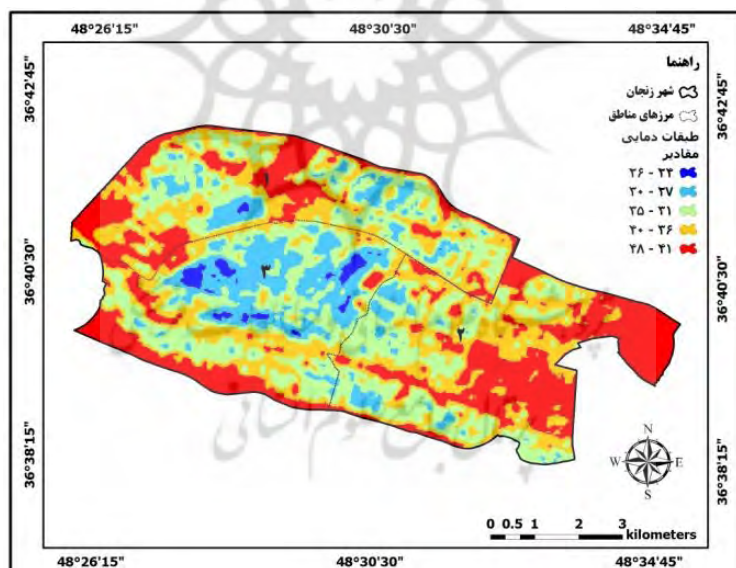 48°26'15" 48°30'30" 48°34'45"
36°42'45" 36°42'45"
راهنما
شهر زنجان
مرزهای مناطق
طبقات دمایی
مقادیر
۲۴ - ۲۶
۲۷ - ۳۰
۳۱ - ۳۵
۳۶ - ۴۰
۴۱ - ۴۸
۱
36°40'30" 36°40'30"
۳
۲
36°38'15" 36°38'15"
N
W E
S
0 0.5 1 2 3
kilometers
48°26'15" 48°30'30" 48°34'45"